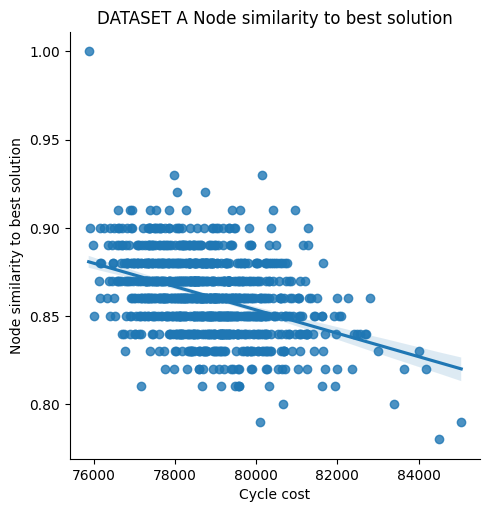 DATASET A Node similarity to best solution
1.00
0.95
0.90
0.85
0.80
Node similarity to best solution
76000 78000 80000 82000 84000
Cycle cost